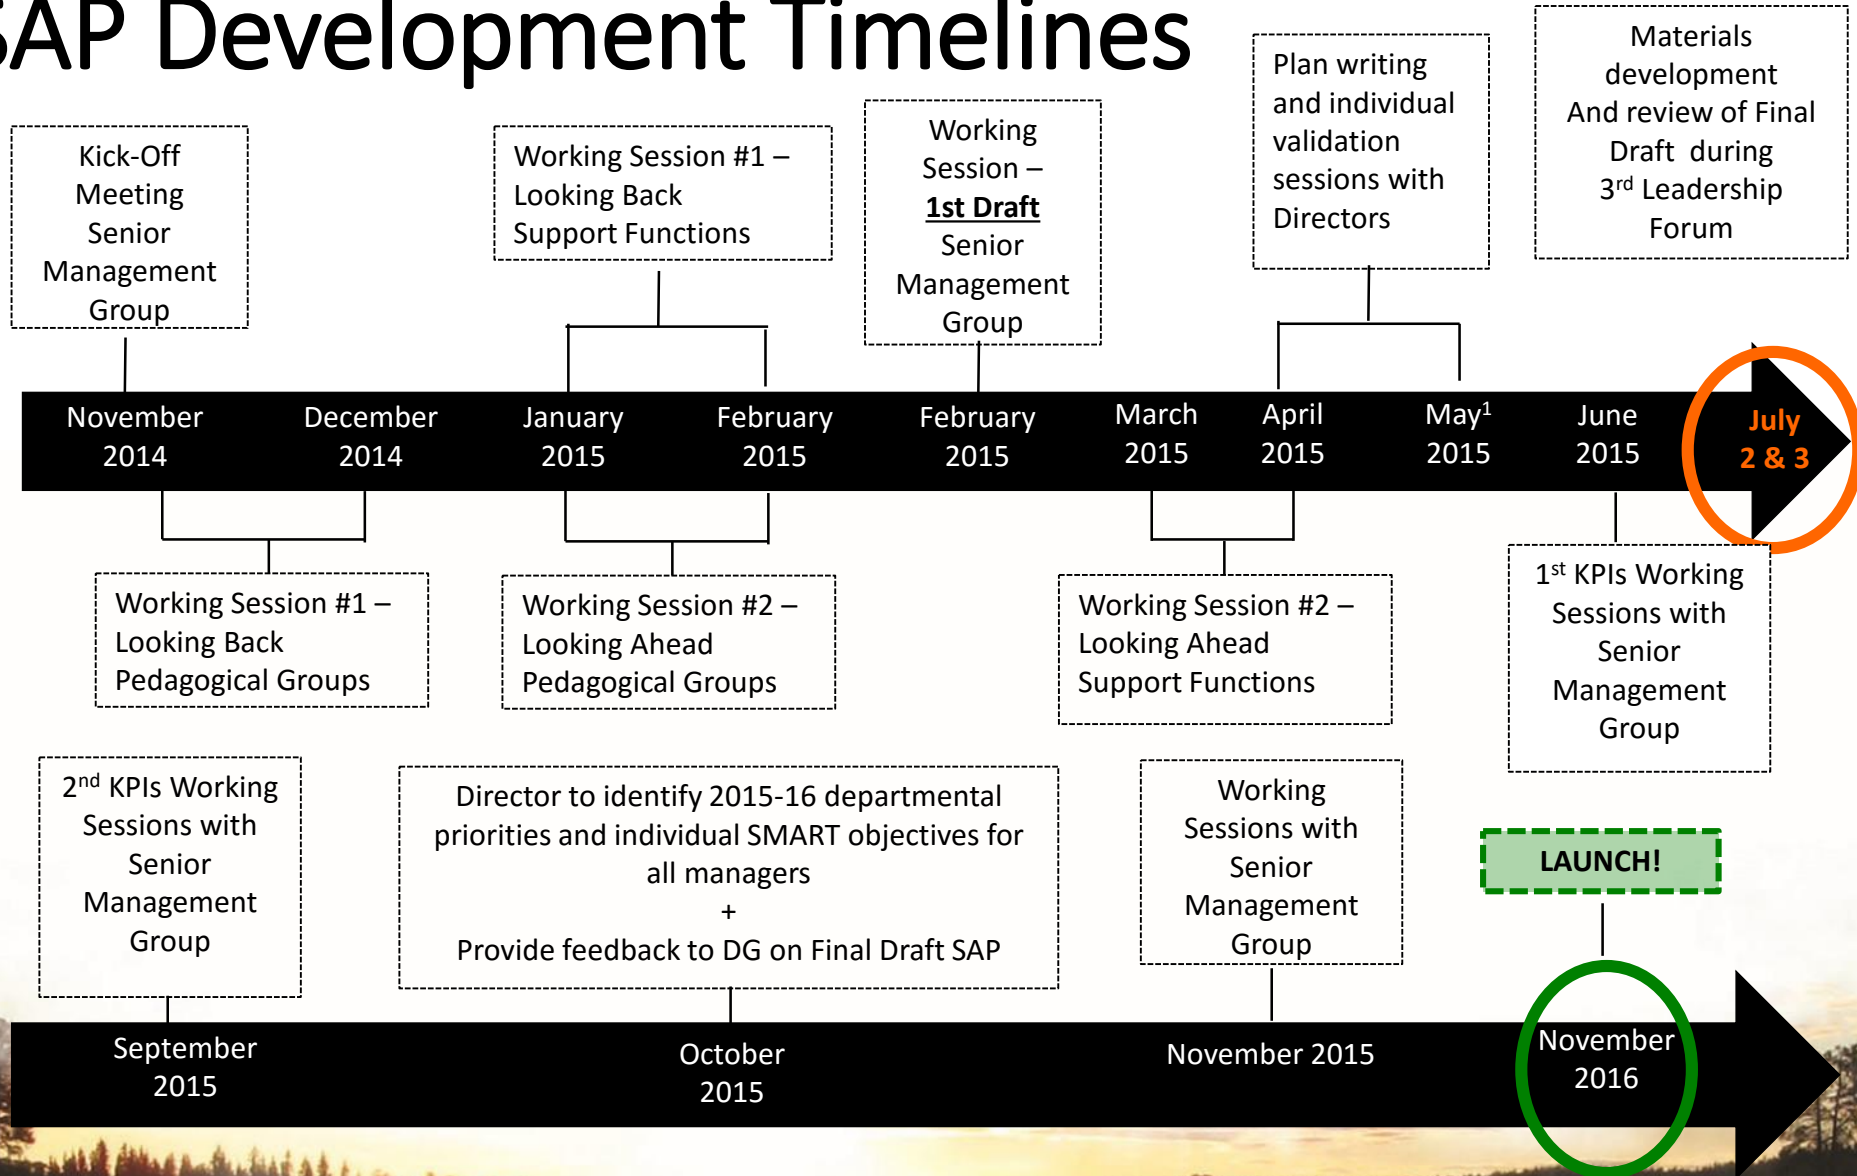 SAP Development Timelines
Kick-Off
Meeting
Senior
Management
Group
Working Session #1 –
Looking Back
Support Functions
Working
Session –
1st Draft
Senior
Management
Group
Plan writing
and individual
validation
sessions with
Directors
Materials
development
And review of Final
Draft during
3rd Leadership
Forum
November
2014
December
2014
January
2015
February
2015
February
2015
March
2015
April
2015
May1
2015
June
2015
July
2 & 3
Working Session #1 –
Looking Back
Pedagogical Groups
Working Session #2 –
Looking Ahead
Pedagogical Groups
Working Session #2 –
Looking Ahead
Support Functions
1st KPIs Working
Sessions with
Senior
Management
Group
2nd KPIs Working
Sessions with
Senior
Management
Group
Director to identify 2015-16 departmental
priorities and individual SMART objectives for
all managers
+
Provide feedback to DG on Final Draft SAP
Working
Sessions with
Senior
Management
Group
LAUNCH!
September
2015
October
2015
November 2015
November
2016